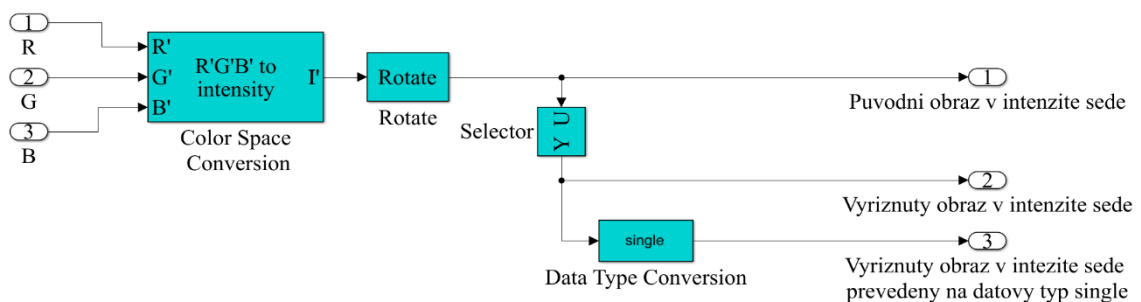 1
R
2
G
3
B
R'
G'
B'
R'G'B' to
intensity
I'
Color Space
Conversion
Rotate
Rotate
1
Puvodni obraz v intenzite sede
Selector
U
Y
2
Vyriznuty obraz v intenzite sede
single
Data Type Conversion
3
Vyriznuty obraz v intezite sede
prevedeny na datovy typ single